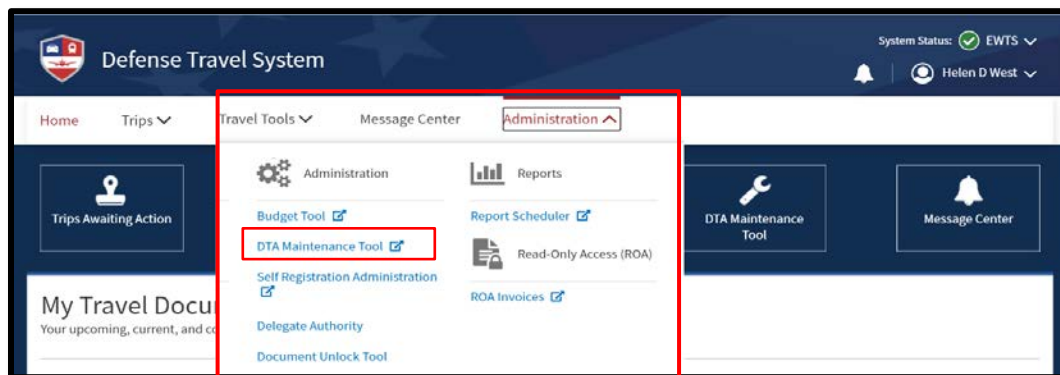 System Status: EWTS
Defense Travel System
Helen D West
Home Trips Travel Tools Message Center Administration
Administration Reports
Trips Awaiting Action
Budget Tool Report Scheduler
DTA Maintenance Tool
Read-Only Access (ROA)
Self Registration Administration
ROA Invoices
Delegate Authority
Document Unlock Tool
DTA Maintenance
Tool
Message Center
My Travel
Your upcoming, current, and